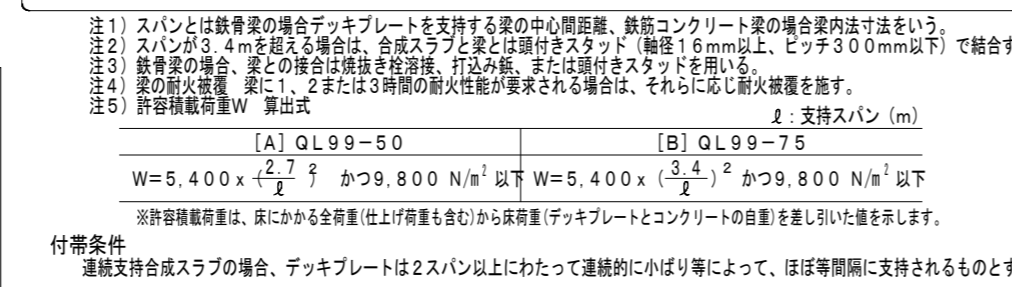 注1）スパンとは鉄骨梁の場合デッキプレートを支持する梁の中心間距離、鉄筋コンクリート梁の場合梁内法寸法をいう。
注2）スパンが3.4mを超える場合は、合成スラブと梁とは頭付きスタッド（軸径16mm以上、ピッチ300mm以下）で結合す
注3）鉄骨梁の場合、梁との接合は焼抜き栓溶接、打込み鋲、または頭付きスタッドを用いる。
注4）梁の耐火被覆 梁に1、2または3時間の耐火性能が要求される場合は、それらに応じ耐火被覆を施す。
注5）許容積載荷重W 算出式
ℓ：支持スパン（m）
[A] QL99－50 [B] QL99－75
W=5,400x (2.7/ℓ)² かつ9,800 N/m² 以下 W=5,400x (3.4/ℓ)² かつ9,800 N/m² 以下
※許容積載荷重は、床にかかる全荷重(仕上げ荷重も含む)から床荷重(デッキプレートとコンクリートの自重)を差し引いた値を示します。
付帯条件
連続支持合成スラブの場合、デッキプレートは2スパン以上にわたって連続的に小ばり等によって、ほぼ等間隔に支持されるものとす